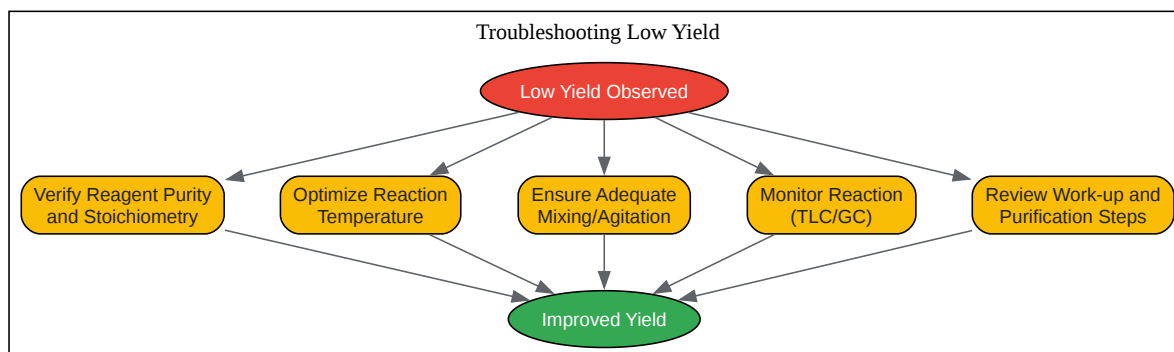 Troubleshooting Low Yield
Low Yield Observed
Verify Reagent Purity
and Stoichiometry
Optimize Reaction
Temperature
Ensure Adequate
Mixing/Agitation
Monitor Reaction
(TLC/GC)
Review Work-up and
Purification Steps
Improved Yield